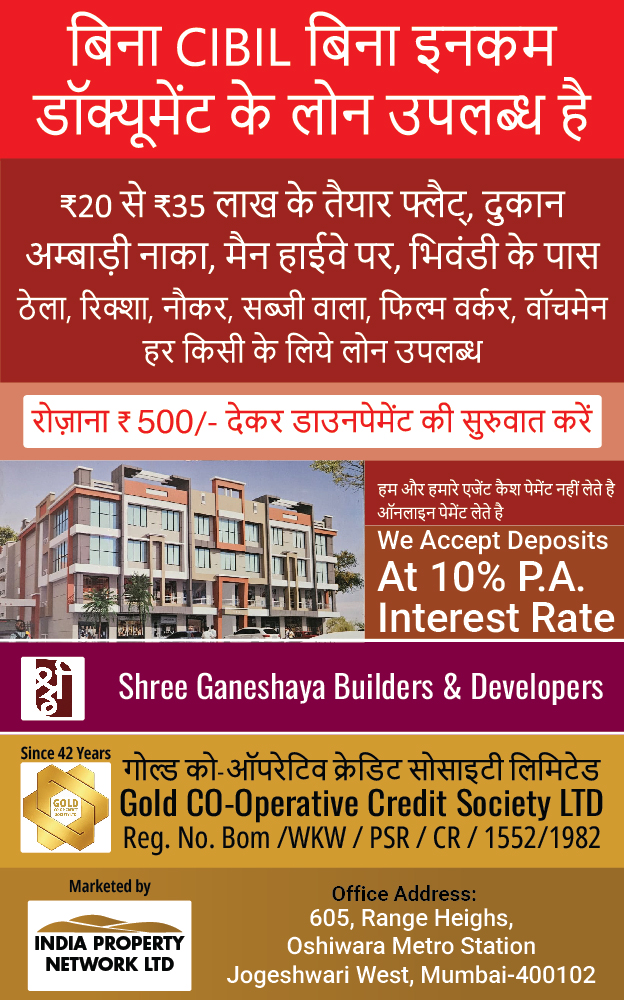 बिना CIBIL बिना इनकम
डॉक्यूमेंट के लोन उपलब्ध है
₹20 से ₹35 लाख के तैयार फ्लैट्, दुकान
अम्बाड़ी नाका, मैन हाईवे पर, भिवंडी के पास
ठेला, रिक्शा, नौकर, सब्जी वाला, फिल्म वर्कर, वॉचमेन
हर किसी के लिये लोन उपलब्ध
रोज़ाना ₹ 500/- देकर डाउनपेमेंट की सुरुवात करें
हम और हमारे एजेंट कैश पेमेंट नहीं लेते है
ऑनलाइन पेमेंट लेते है
We Accept Deposits
At 10% P.A.
Interest Rate
श्री
Shree Ganeshaya Builders & Developers
Since 42 Years
GOLD
गोल्ड को-ऑपरेटिव क्रेडिट सोसाइटी लिमिटेड
Gold CO-Operative Credit Society LTD
Reg. No. Bom /WKW / PSR / CR / 1552/1982
Marketed by
INDIA PROPERTY
NETWORK LTD
Office Address:
605, Range Heighs,
Oshiwara Metro Station
Jogeshwari West, Mumbai-400102